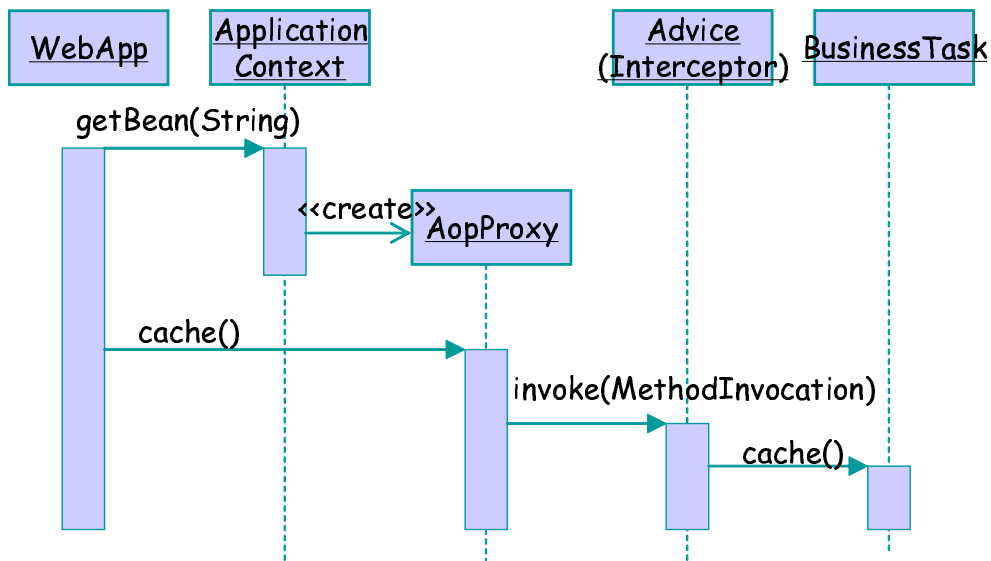 WebApp
Application
Context
Advice
(Interceptor)
BusinessTask
getBean(String)
<<create>>
AopProxy
cache()
invoke(MethodInvocation)
cache()